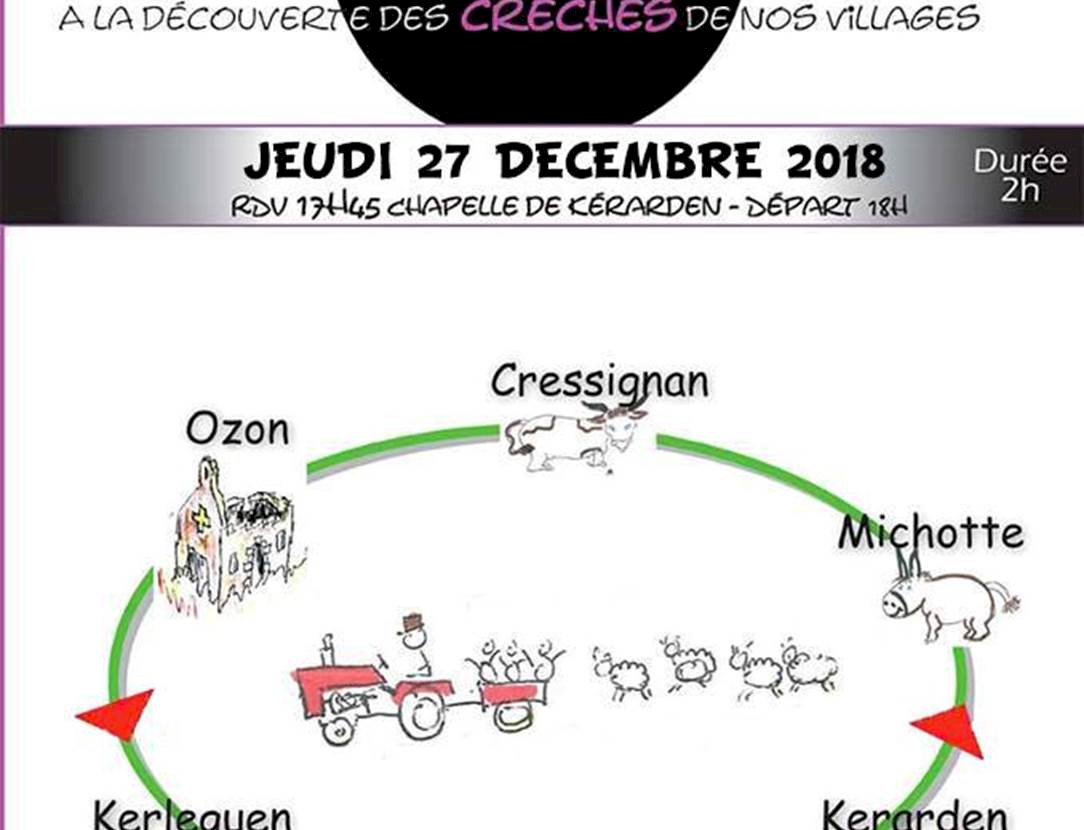 A LA DÉCOUVERTE DES CRÈCHES DE NOS VILLAGES
JEUDI 27 DECEMBRE 2018
RDV 17H45 CHAPELLE DE KÉRARDEN - DÉPART 18H
Durée
2h
Cressignan
Ozon
Michotte
Kerleguen
Kerarden